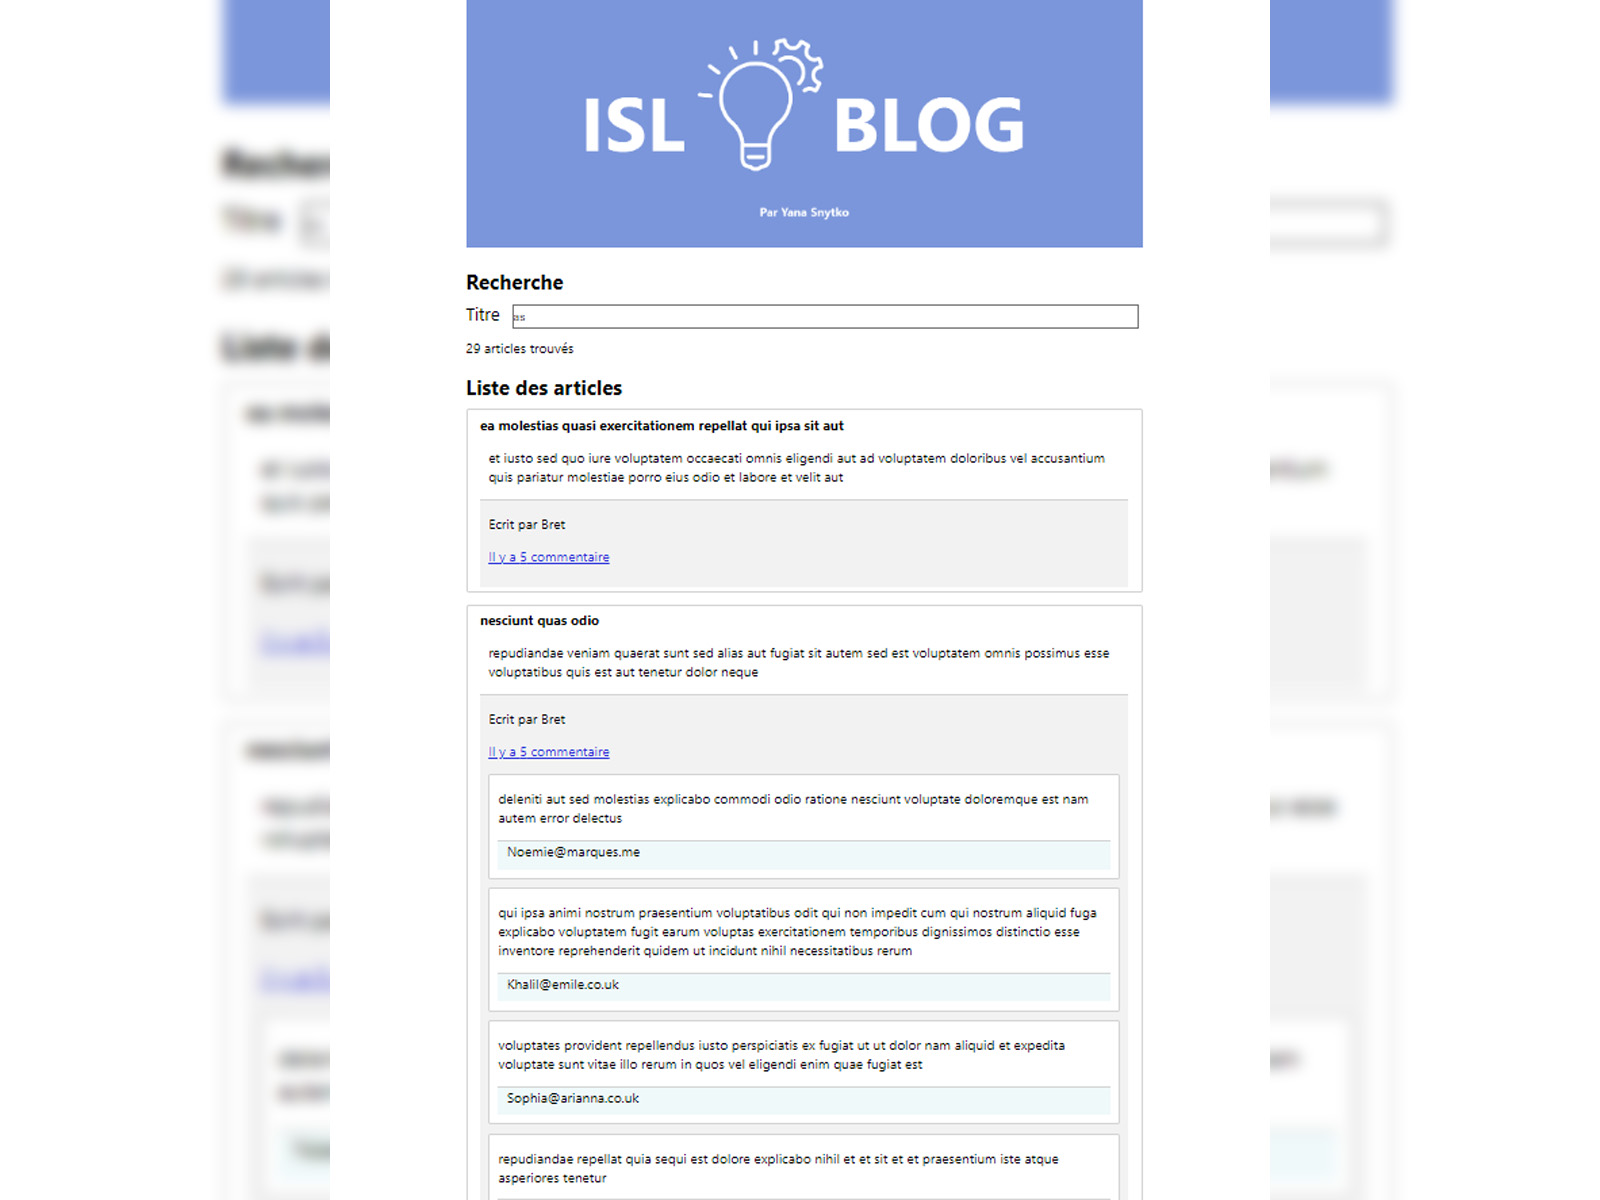 ISL BLOG
Par Yana Snytko
Recherche
Titre as
29 articles trouvés
Liste des articles
ea molestias quasi exercitationem repellat qui ipsa sit aut
et iusto sed quo iure voluptatem occaecati omnis eligendi aut ad voluptatem doloribus vel accusantium
quis pariatur molestiae porro eius odio et labore et velit aut
Ecrit par Bret
Il y a 5 commentaire
nesciunt quas odio
repudiandae veniam quaerat sunt sed alias aut fugiat sit autem sed est voluptatem omnis possimus esse
voluptatibus quis est aut tenetur dolor neque
Ecrit par Bret
Il y a 5 commentaire
deleniti aut sed molestias explicabo commodi odio ratione nesciunt voluptate doloremque est nam
autem error delectus
Noemie@marques.me
qui ipsa animi nostrum praesentium voluptatibus odit qui non impedit cum qui nostrum aliquid fuga
explicabo voluptatem fugit earum voluptas exercitationem temporibus dignissimos distinctio esse
inventore reprehenderit quidem ut incidunt nihil necessitatibus rerum
Khalil@emile.co.uk
voluptates provident repellendus iusto perspiciatis ex fugiat ut ut dolor nam aliquid et expedita
voluptate sunt vitae illo rerum in quos vel eligendi enim quae fugiat est
Sophia@arianna.co.uk
repudiandae repellat quia sequi est dolore explicabo nihil et et sit et et praesentium iste atque
asperiores tenetur